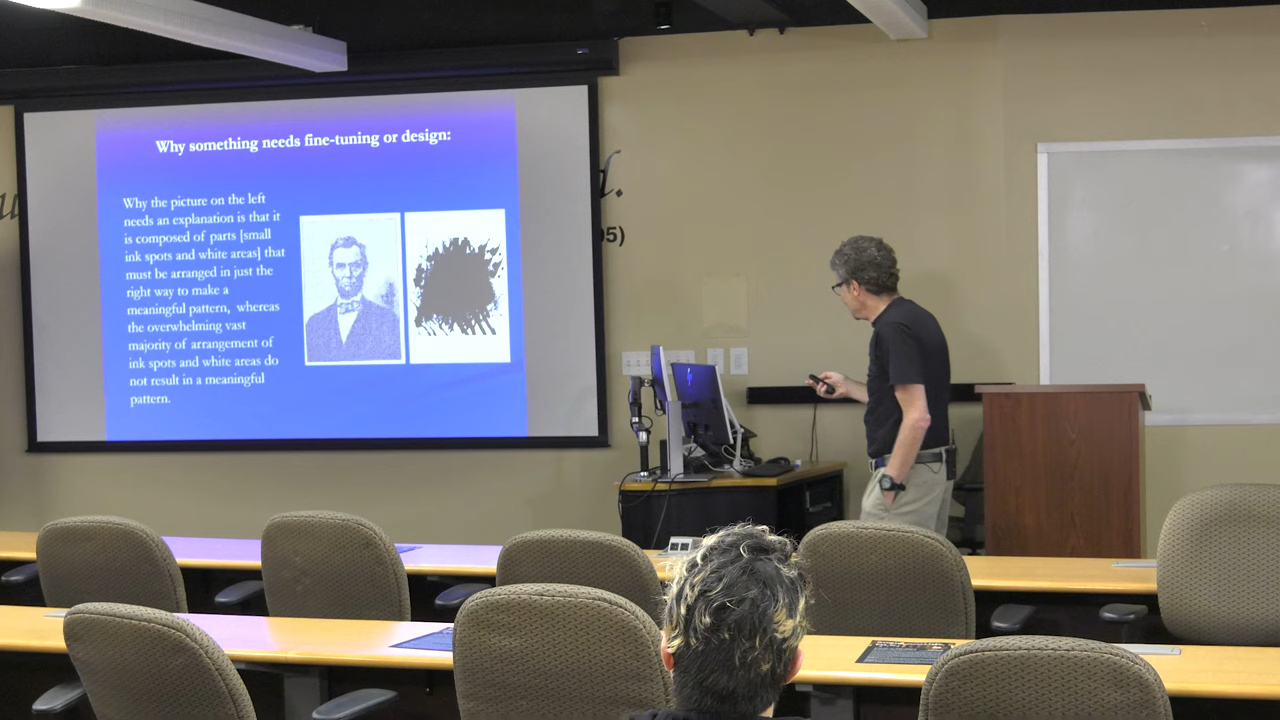 Why something needs fine-tuning or design:
Why the picture on the left
needs an explanation is that it
is composed of parts [small
ink spots and white areas] that
must be arranged in just the
right way to make a
meaningful pattern, whereas
the overwhelming vast
majority of arrangement of
ink spots and white areas do
not result in a meaningful
pattern.